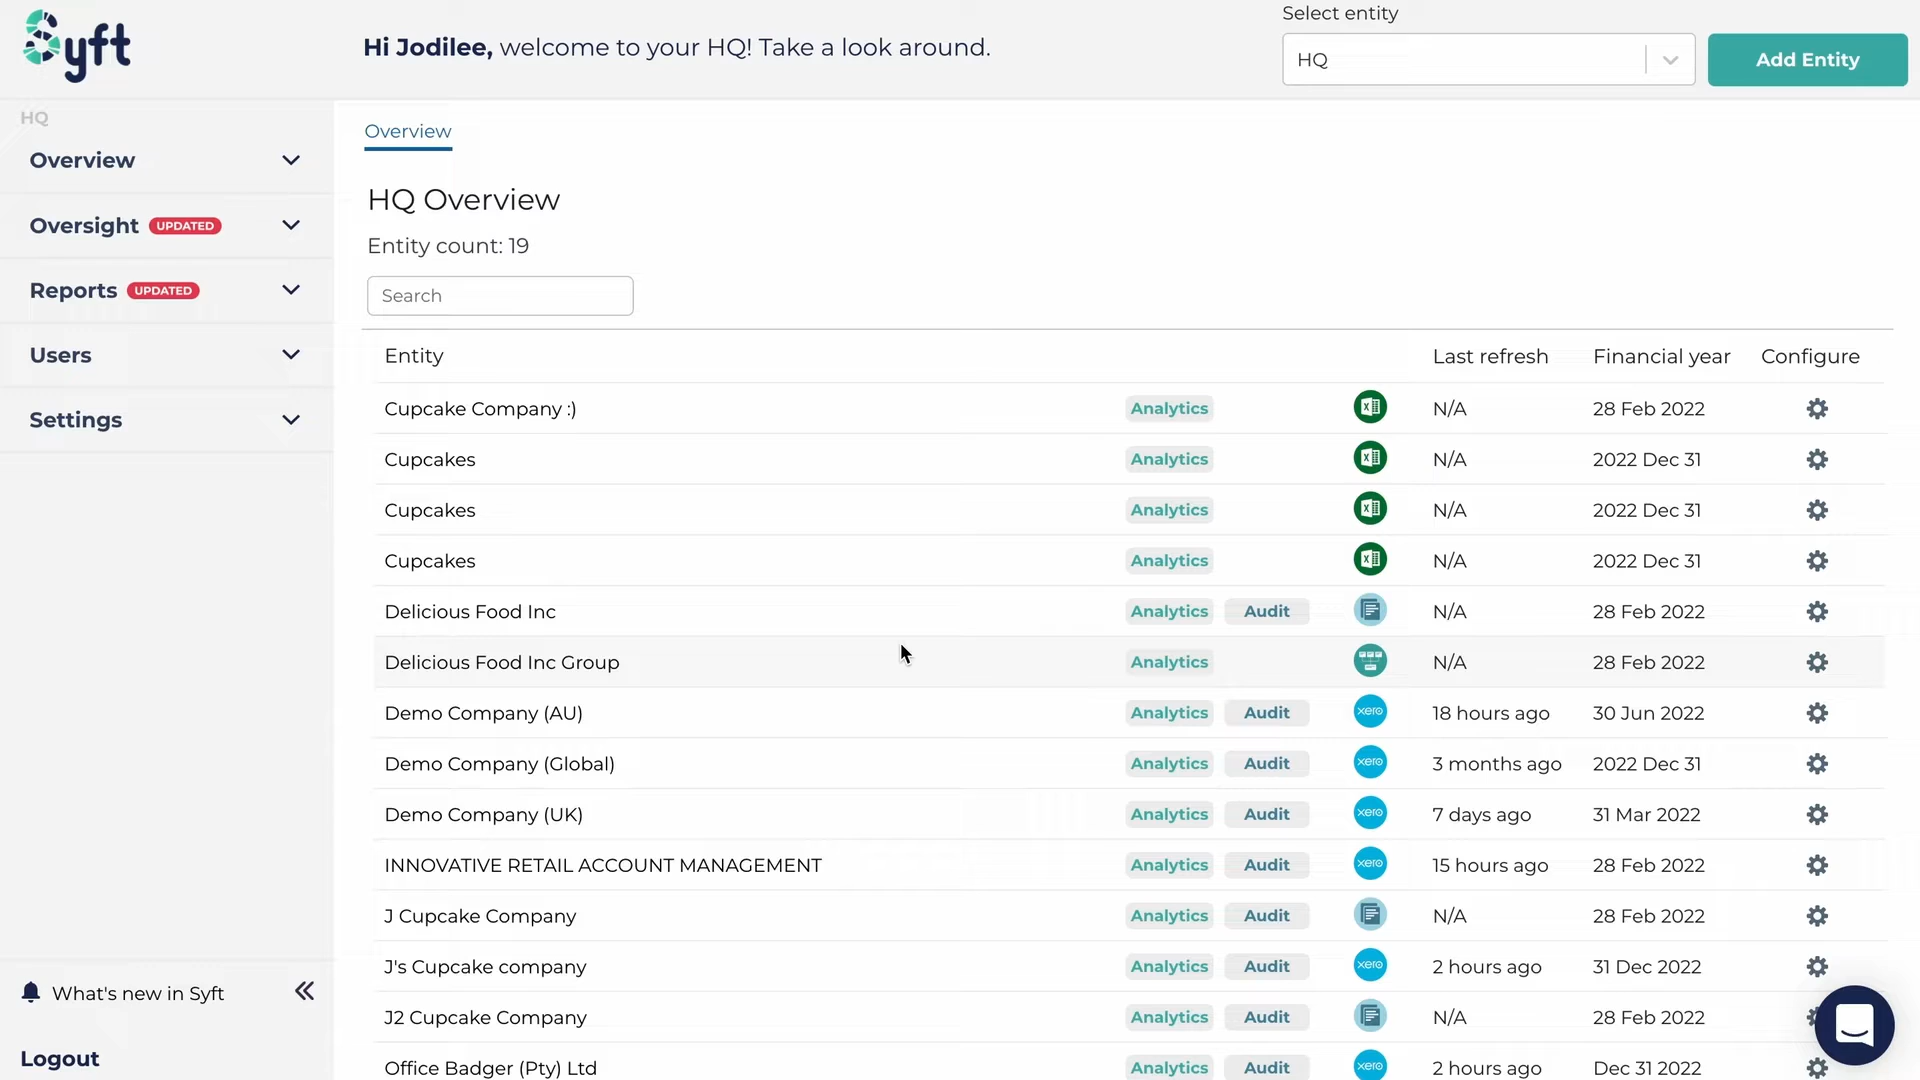 Syft
Hi Jodilee, welcome to your HQ! Take a look around.
Select entity
HQ
Add Entity
HQ
Overview
Oversight UPDATED
Reports UPDATED
Users
Settings
What's new in Syft
Logout
Overview
HQ Overview
Entity count: 19
Search
Entity Last refresh Financial year Configure
Cupcake Company :) Analytics N/A 28 Feb 2022
Cupcakes Analytics N/A 2022 Dec 31
Cupcakes Analytics N/A 2022 Dec 31
Cupcakes Analytics N/A 2022 Dec 31
Delicious Food Inc Analytics Audit N/A 28 Feb 2022
Delicious Food Inc Group Analytics N/A 28 Feb 2022
Demo Company (AU) Analytics Audit xero 18 hours ago 30 Jun 2022
Demo Company (Global) Analytics Audit xero 3 months ago 2022 Dec 31
Demo Company (UK) Analytics Audit xero 7 days ago 31 Mar 2022
INNOVATIVE RETAIL ACCOUNT MANAGEMENT Analytics Audit xero 15 hours ago 28 Feb 2022
J Cupcake Company Analytics Audit N/A 28 Feb 2022
J's Cupcake company Analytics Audit xero 2 hours ago 31 Dec 2022
J2 Cupcake Company Analytics Audit N/A 28 Feb 2022
Office Badger (Pty) Ltd Analytics Audit xero 2 hours ago Dec 31 2022